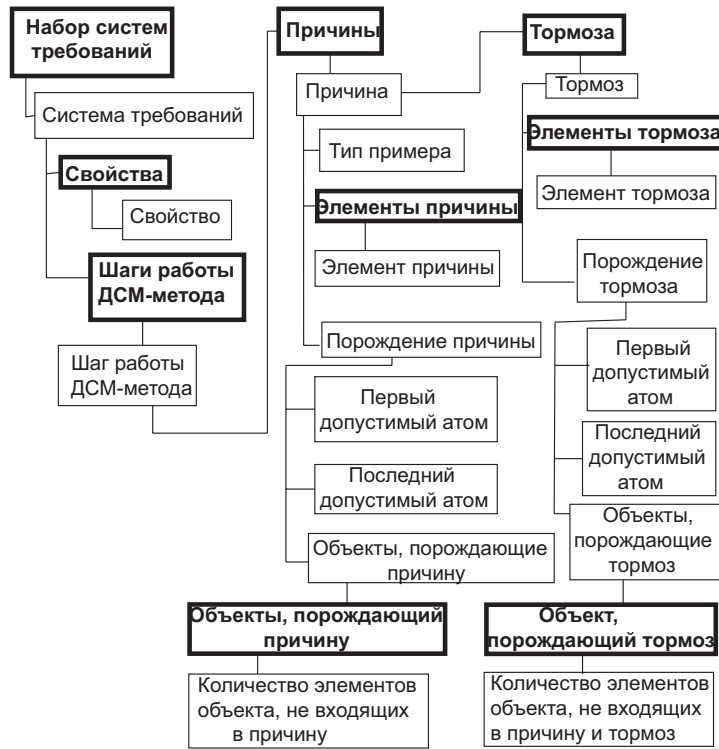 Набор систем
требований
Система требований
Свойства
Свойство
Шаги работы
ДСМ-метода
Шаг работы
ДСМ-метода
Причины
Причина
Тип примера
Элементы причины
Элемент причины
Порождение причины
Первый
допустимый атом
Последний
допустимый атом
Объекты, порождающие
причину
Объекты, порождающий
причину
Количество элементов
объекта, не входящих
в причину
Тормоза
Тормоз
Элементы тормоза
Элемент тормоза
Порождение
тормоза
Первый
допустимый
атом
Последний
допустимый
атом
Объекты,
порождающие
тормоз
Объект,
порождающий тормоз
Количество элементов
объекта, не входящих
в причину и тормоз